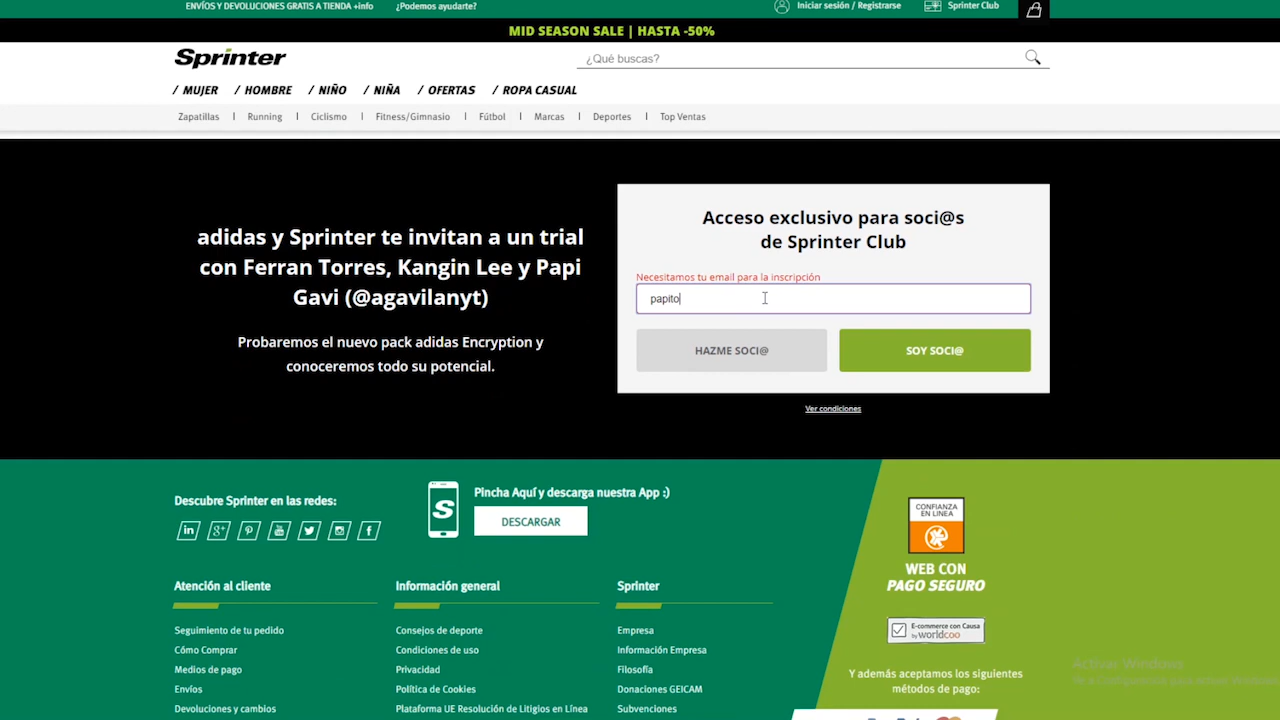 ENVÍOS Y DEVOLUCIONES GRATIS A TIENDA +info
¿Podemos ayudarte?
Iniciar sesión / Registrarse
Sprinter Club
MID SEASON SALE | HASTA -50%
Sprinter
¿Qué buscas?
/ MUJER / HOMBRE / NIÑO / NIÑA / OFERTAS / ROPA CASUAL
Zapatillas | Running | Ciclismo | Fitness/Gimnasio | Fútbol | Marcas | Deportes | Top Ventas
adidas y Sprinter te invitan a un trial
con Ferran Torres, Kangin Lee y Papi
Gavi (@agavilanyt)
Probaremos el nuevo pack adidas Encryption y
conoceremos todo su potencial.
Acceso exclusivo para soci@s
de Sprinter Club
Necesitamos tu email para la inscripción
papito
HAZME SOCI@
SOY SOCI@
Ver condiciones
Descubre Sprinter en las redes:
Pincha Aquí y descarga nuestra App :)
DESCARGAR
Atención al cliente
Seguimiento de tu pedido
Cómo Comprar
Medios de pago
Envíos
Devoluciones y cambios
Información general
Consejos de deporte
Condiciones de uso
Privacidad
Política de Cookies
Plataforma UE Resolución de Litigios en Línea
Sprinter
Empresa
Información Empresa
Filosofía
Donaciones GEICAM
Subvenciones
CONFIANZA
EN LINEA
WEB CON
PAGO SEGURO
E-commerce con Causa
by worldcoo
Y además aceptamos los siguientes
métodos de pago:
Activar Windows